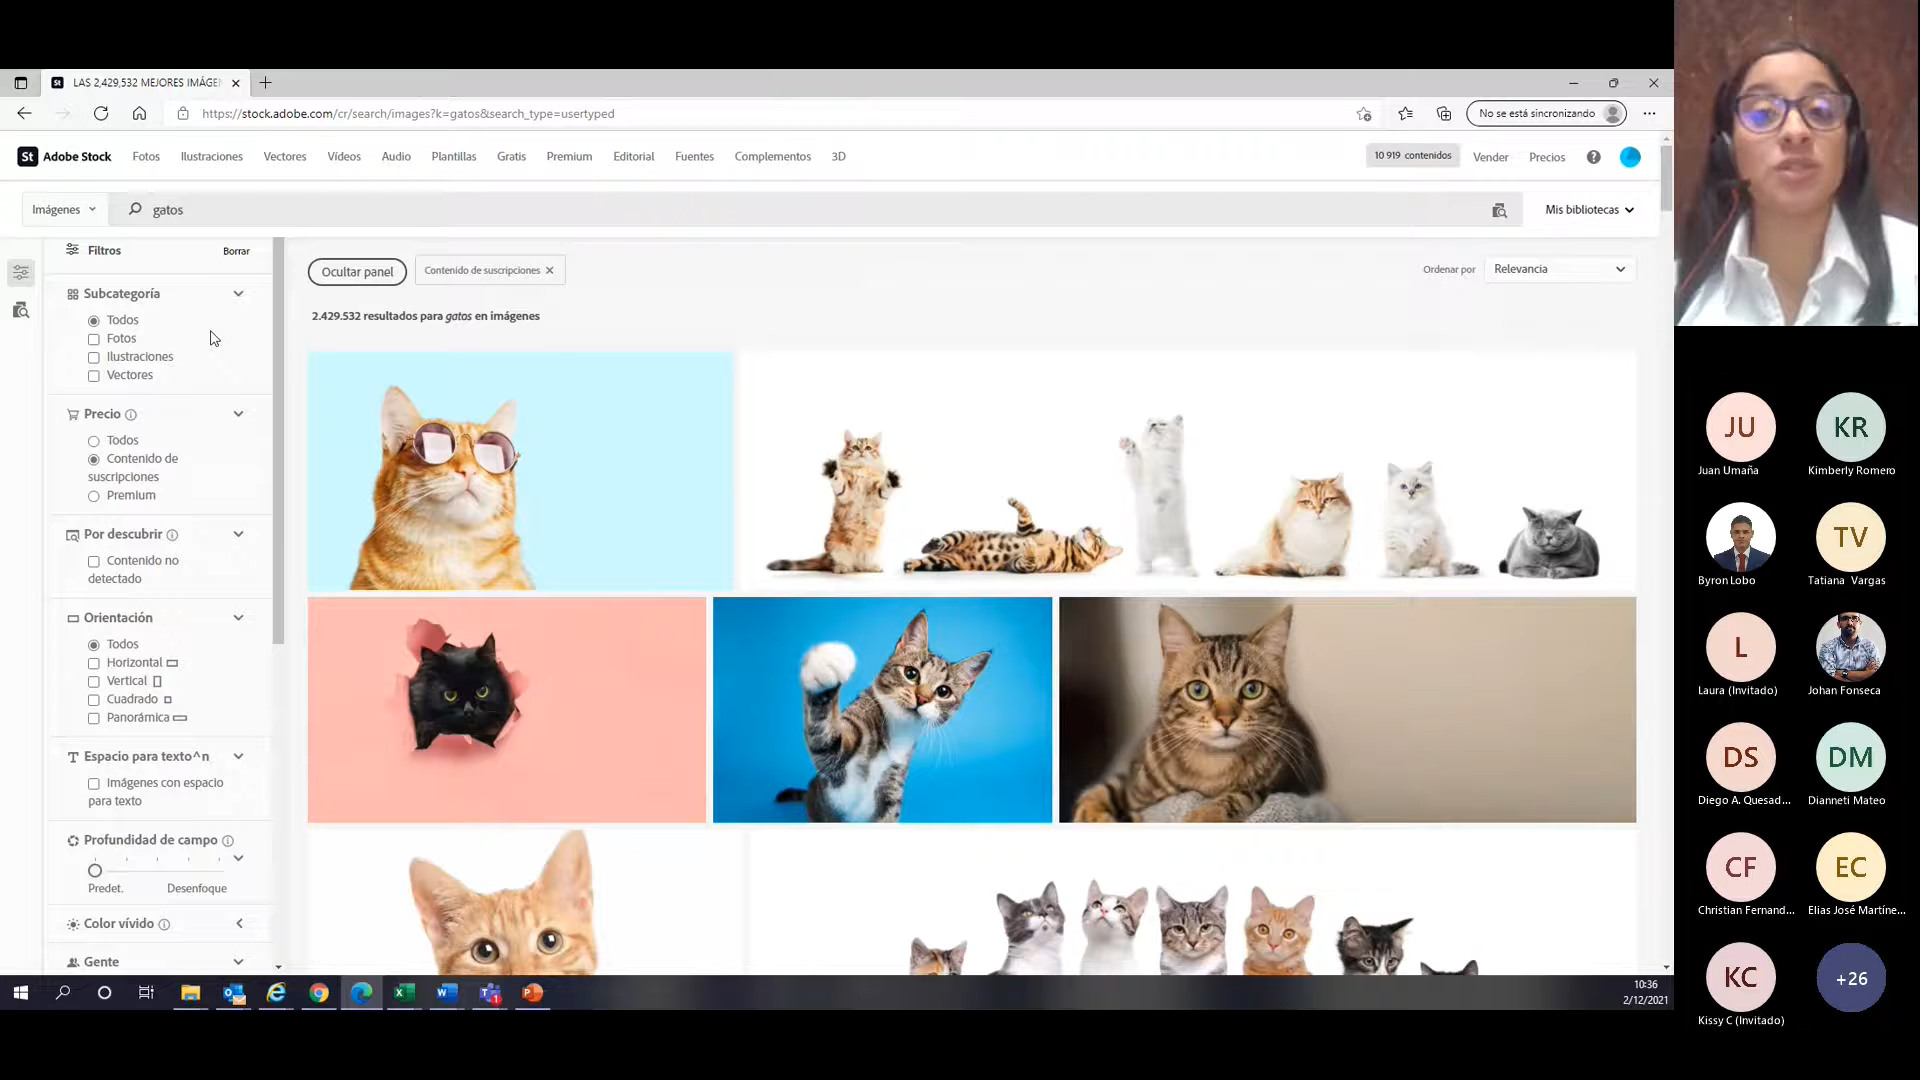 LAS 2,429,532 MEJORES IMÁGE
https://stock.adobe.com/cr/search/images?k=gatos&search_type=usertyped
No se está sincronizando
St Adobe Stock
Fotos
Ilustraciones
Vectores
Vídeos
Audio
Plantillas
Gratis
Premium
Editorial
Fuentes
Complementos
3D
10 919 contenidos
Vender
Precios
Imágenes
gatos
Mis bibliotecas
Filtros
Borrar
Subcategoría
Todos
Fotos
Ilustraciones
Vectores
Precio
Todos
Contenido de
suscripciones
Premium
Por descubrir
Contenido no
detectado
Orientación
Todos
Horizontal
Vertical
Cuadrado
Panorámica
Espacio para texto^n
Imágenes con espacio
para texto
Profundidad de campo
Predet.
Desenfoque
Color vívido
Gente
Ocultar panel
Contenido de suscripciones
Ordenar por
Relevancia
2.429.532 resultados para gatos en imágenes
10:36
2/12/2021
JU
Juan Umaña
KR
Kimberly Romero
Byron Lobo
TV
Tatiana Vargas
L
Laura (Invitado)
Johan Fonseca
DS
Diego A. Quesad...
DM
Dianneti Mateo
CF
Christian Fernand...
EC
Elias José Martíne...
KC
Kissy C (Invitado)
+26